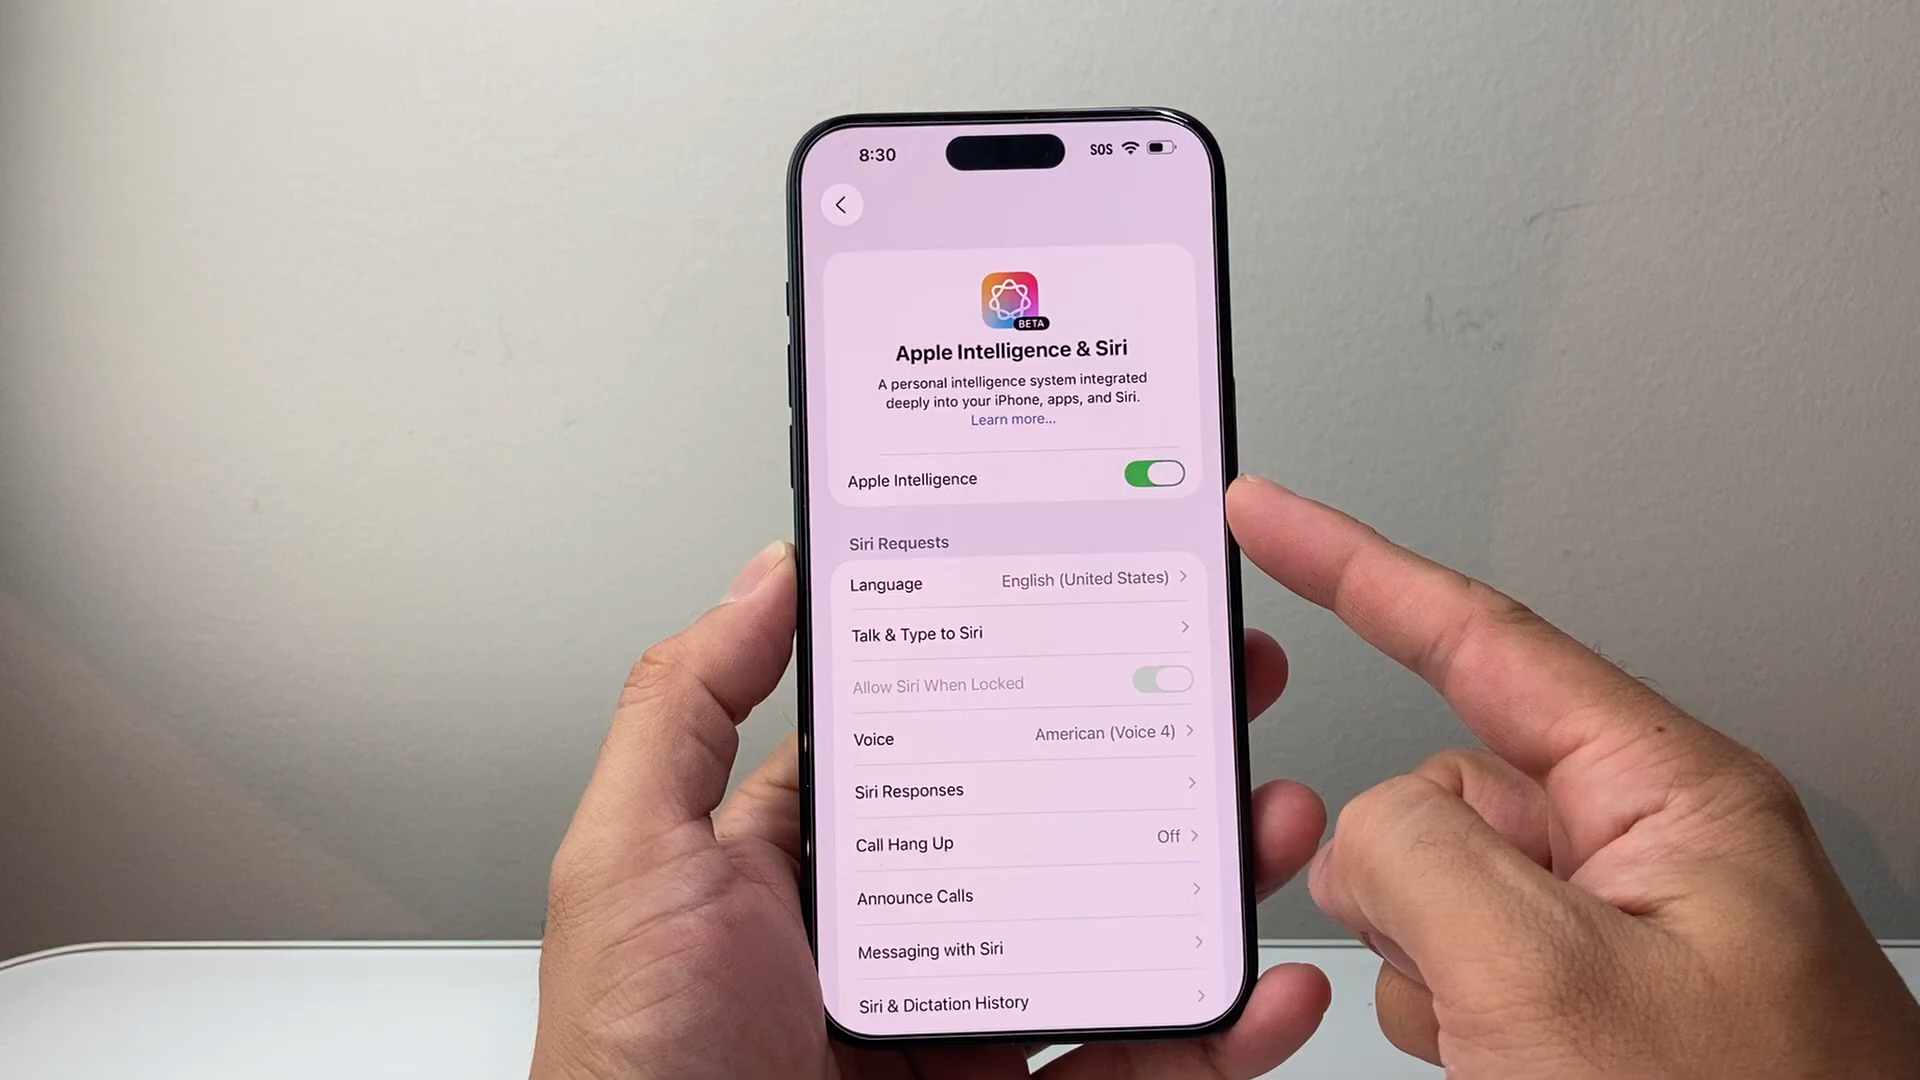 8:30 SOS
BETA
Apple Intelligence & Siri
A personal intelligence system integrated
deeply into your iPhone, apps, and Siri.
Learn more...
Apple Intelligence
Siri Requests
Language English (United States)
Talk & Type to Siri
Allow Siri When Locked
Voice American (Voice 4)
Siri Responses
Call Hang Up Off
Announce Calls
Messaging with Siri
Siri & Dictation History